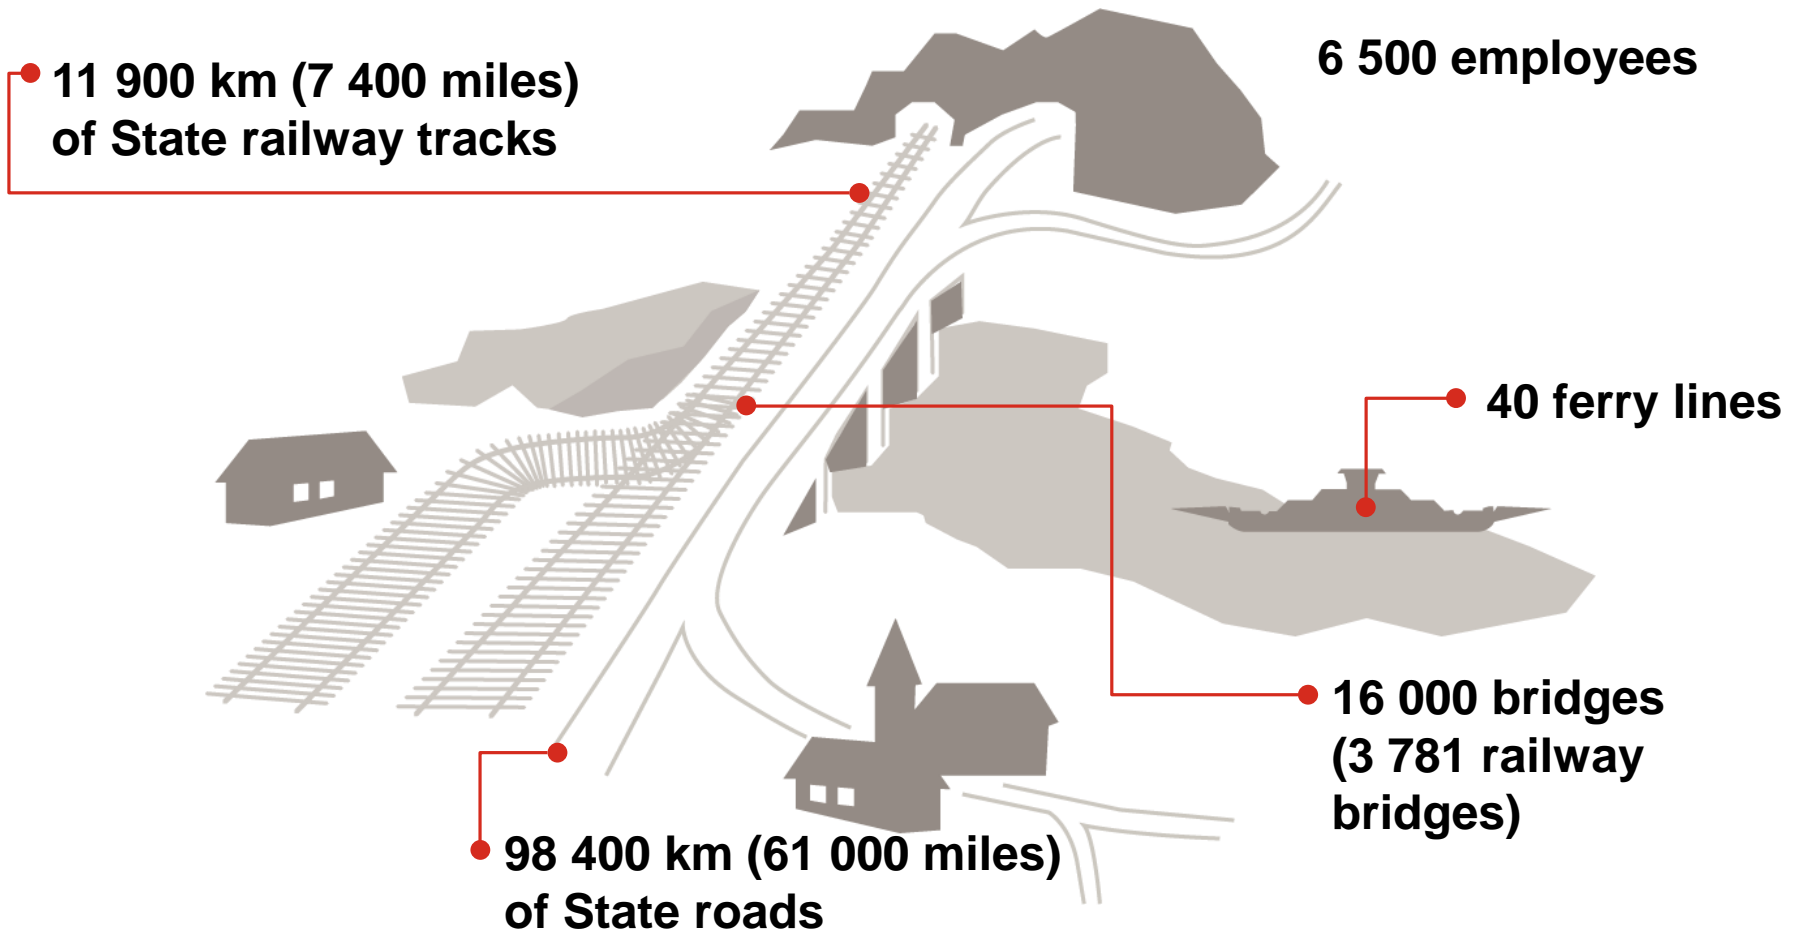 11 900 km (7 400 miles)
of State railway tracks
6 500 employees
40 ferry lines
16 000 bridges
(3 781 railway
bridges)
98 400 km (61 000 miles)
of State roads